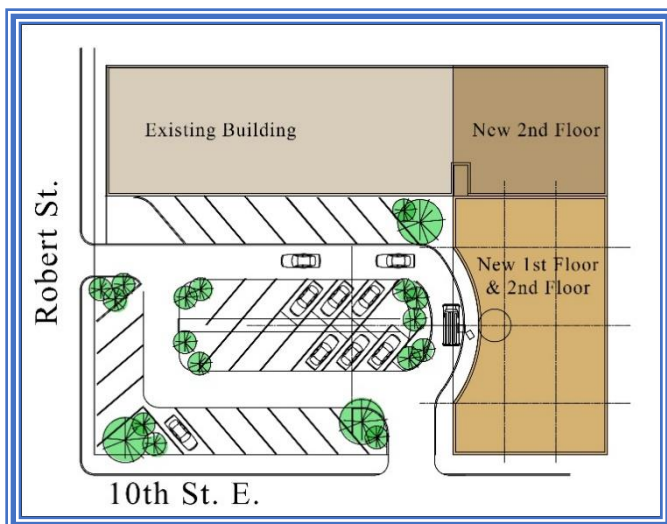 Existing Building
New 2nd Floor
Robert St.
New 1st Floor
& 2nd Floor
10th St. E.